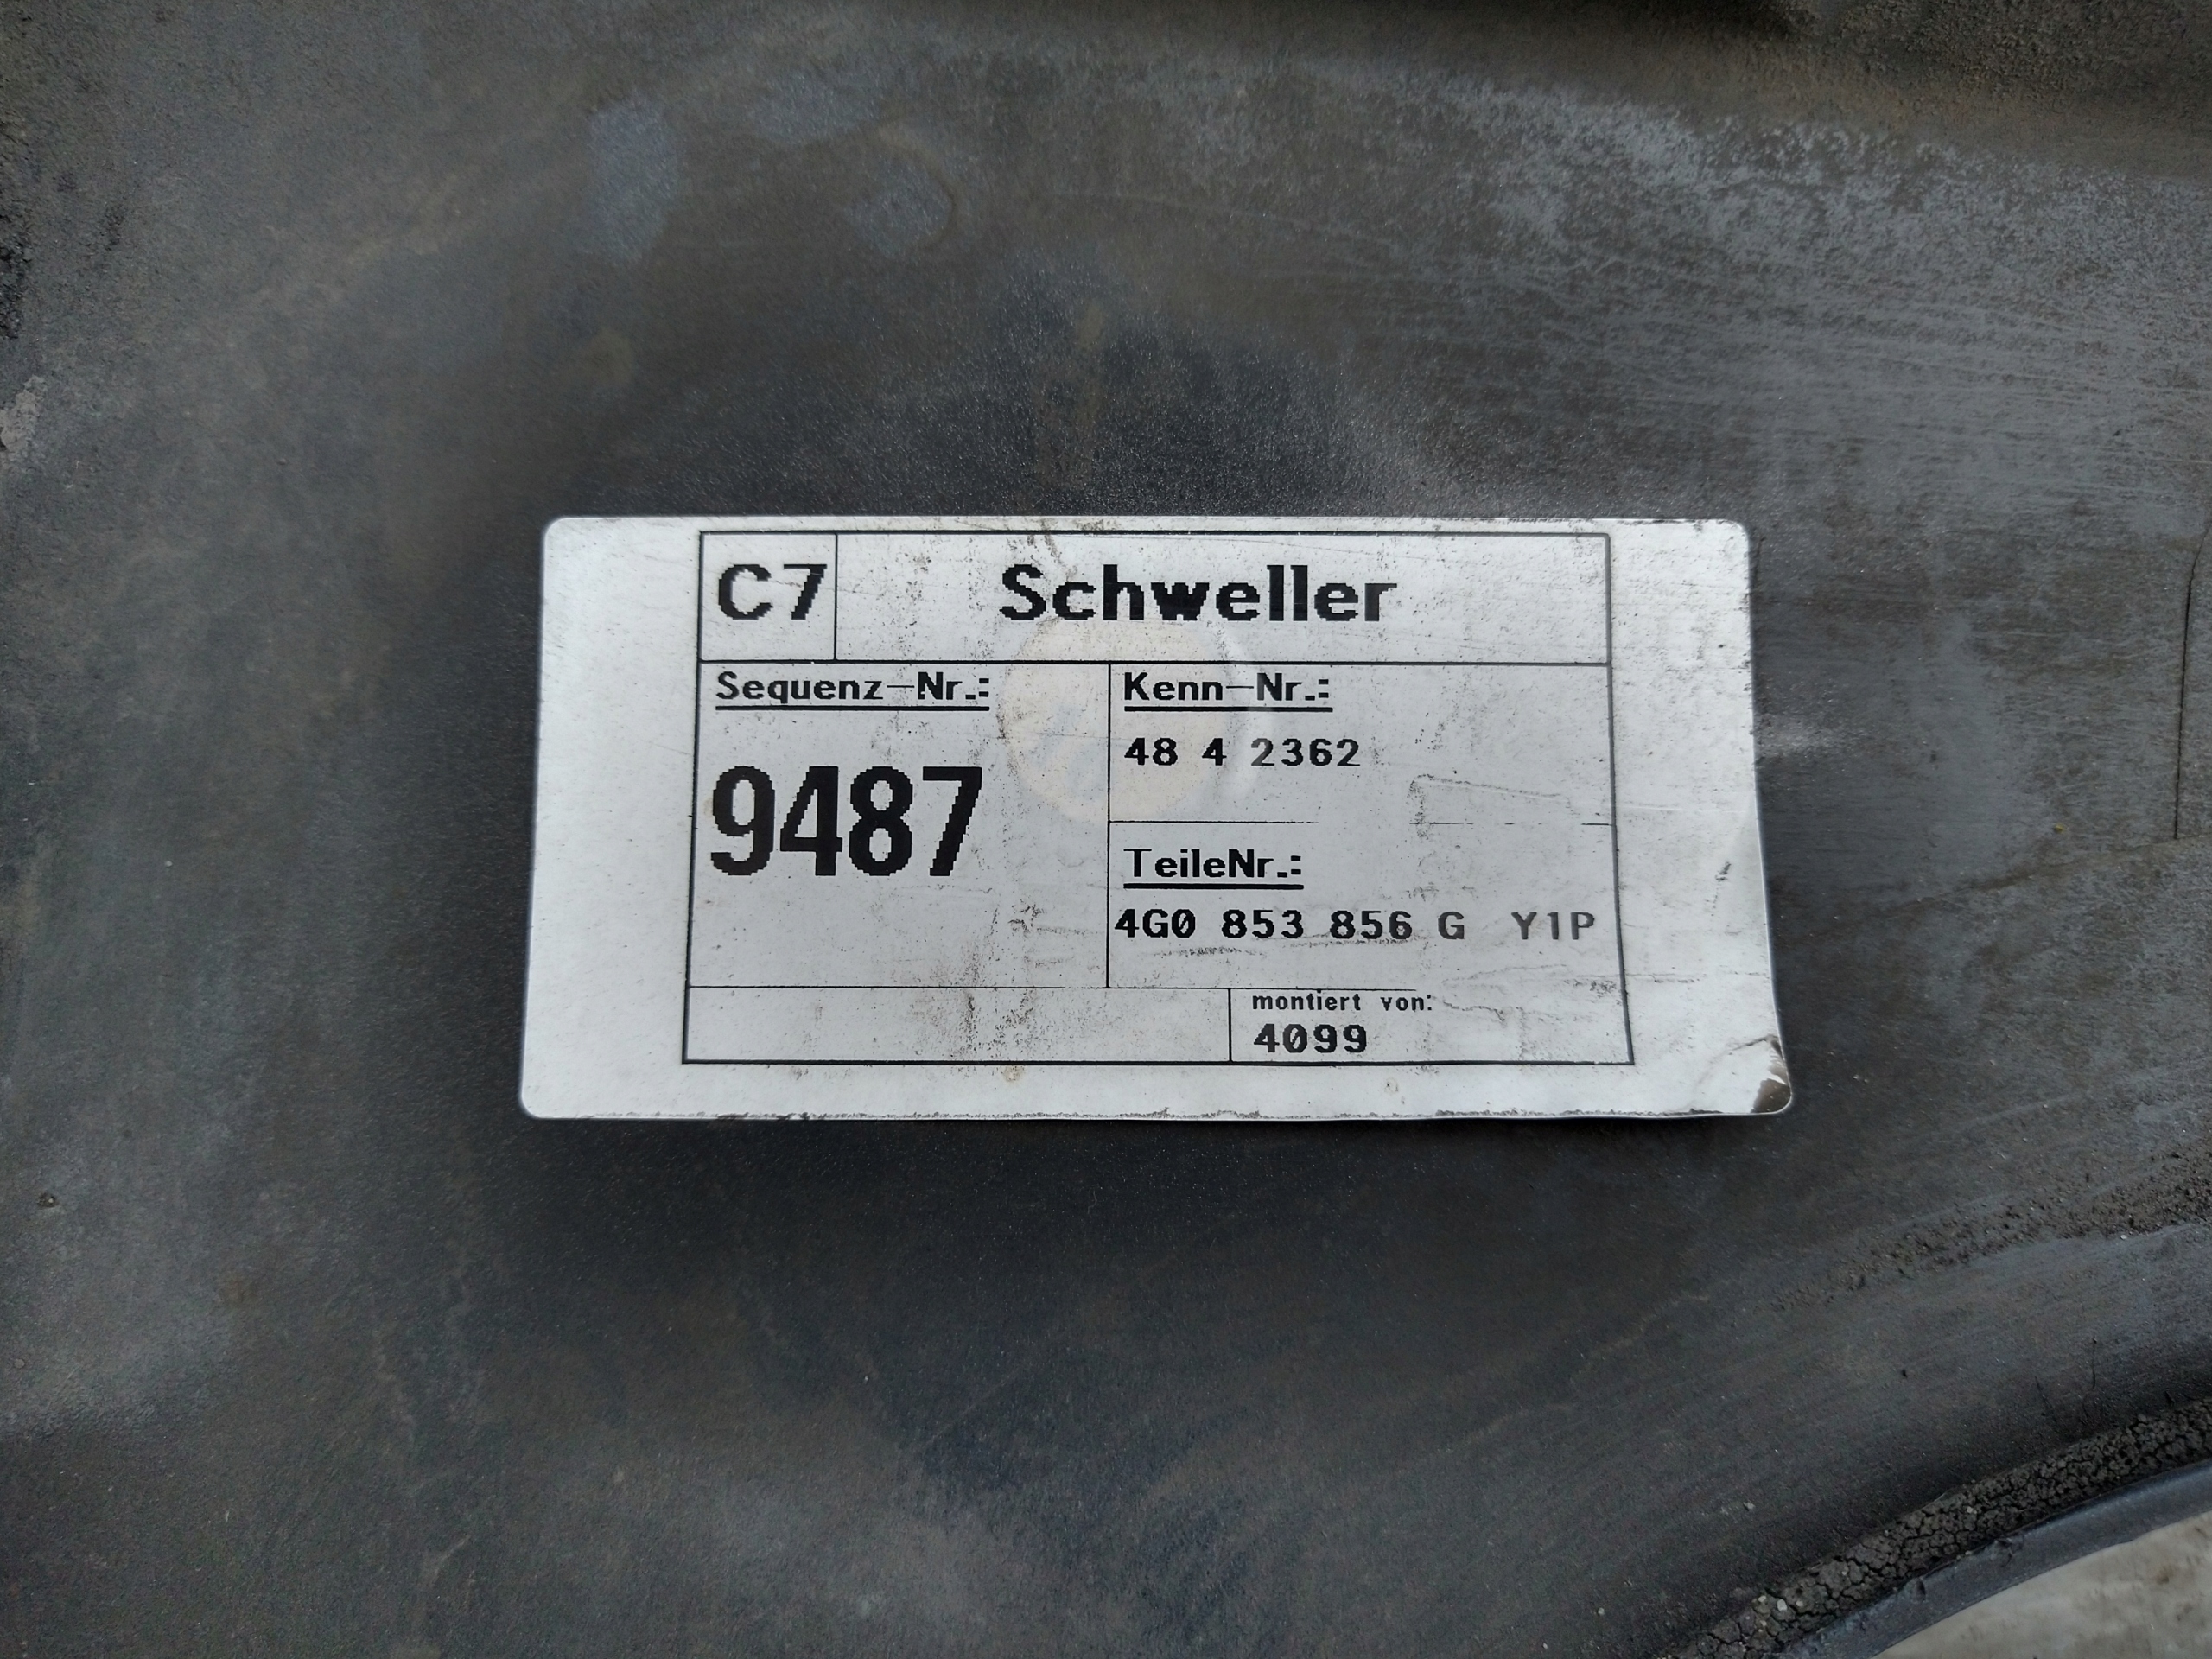 C7 Schweller
Sequenz-Nr.:
9487
Kenn-Nr.:
48 4 2362
TeileNr.:
4G0 853 856 G Y1P
montiert von:
4099